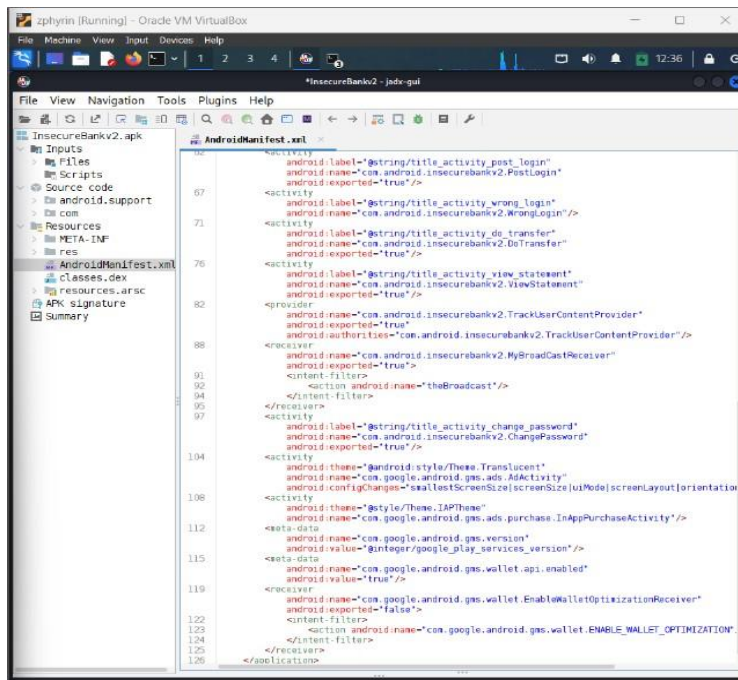 zphyrin [Running] - Oracle VM VirtualBox
File Machine View Input Devices Help
1 2 3 4 12:36
*InsecureBankv2 - jadx-gui
File View Navigation Tools Plugins Help
InsecureBankv2.apk
Inputs
Files
Scripts
Source code
android.support
com
Resources
META-INF
res
AndroidManifest.xml
classes.dex
resources.arsc
APK signature
Summary
AndroidManifest.xml
62 <activity
android:label="@string/title_activity_post_login"
android:name="com.android.insecurebankv2.PostLogin"
android:exported="true"/>
67 <activity
android:label="@string/title_activity_wrong_login"
android:name="com.android.insecurebankv2.WrongLogin"/>
71 <activity
android:label="@string/title_activity_do_transfer"
android:name="com.android.insecurebankv2.DoTransfer"
android:exported="true"/>
76 <activity
android:label="@string/title_activity_view_statement"
android:name="com.android.insecurebankv2.ViewStatement"
android:exported="true"/>
82 <provider
android:name="com.android.insecurebankv2.TrackUserContentProvider"
android:exported="true"
android:authorities="com.android.insecurebankv2.TrackUserContentProvider"/>
88 <receiver
android:name="com.android.insecurebankv2.MyBroadCastReceiver"
android:exported="true">
91 <intent-filter>
92 <action android:name="theBroadcast"/>
94 </intent-filter>
95 </receiver>
97 <activity
android:label="@string/title_activity_change_password"
android:name="com.android.insecurebankv2.ChangePassword"
android:exported="true"/>
104 <activity
android:theme="@android:style/Theme.Translucent"
android:name="com.google.android.gms.ads.AdActivity"
android:configChanges="smallestScreenSize|screenSize|uiMode|screenLayout|orientation
108 <activity
android:theme="@style/Theme.IAPTheme"
android:name="com.google.android.gms.ads.purchase.InAppPurchaseActivity"/>
112 <meta-data
android:name="com.google.android.gms.version"
android:value="@integer/google_play_services_version"/>
115 <meta-data
android:name="com.google.android.gms.wallet.api.enabled"
android:value="true"/>
119 <receiver
android:name="com.google.android.gms.wallet.EnableWalletOptimizationReceiver"
android:exported="false">
122 <intent-filter>
123 <action android:name="com.google.android.gms.wallet.ENABLE_WALLET_OPTIMIZATION"
124 </intent-filter>
125 </receiver>
126 </application>